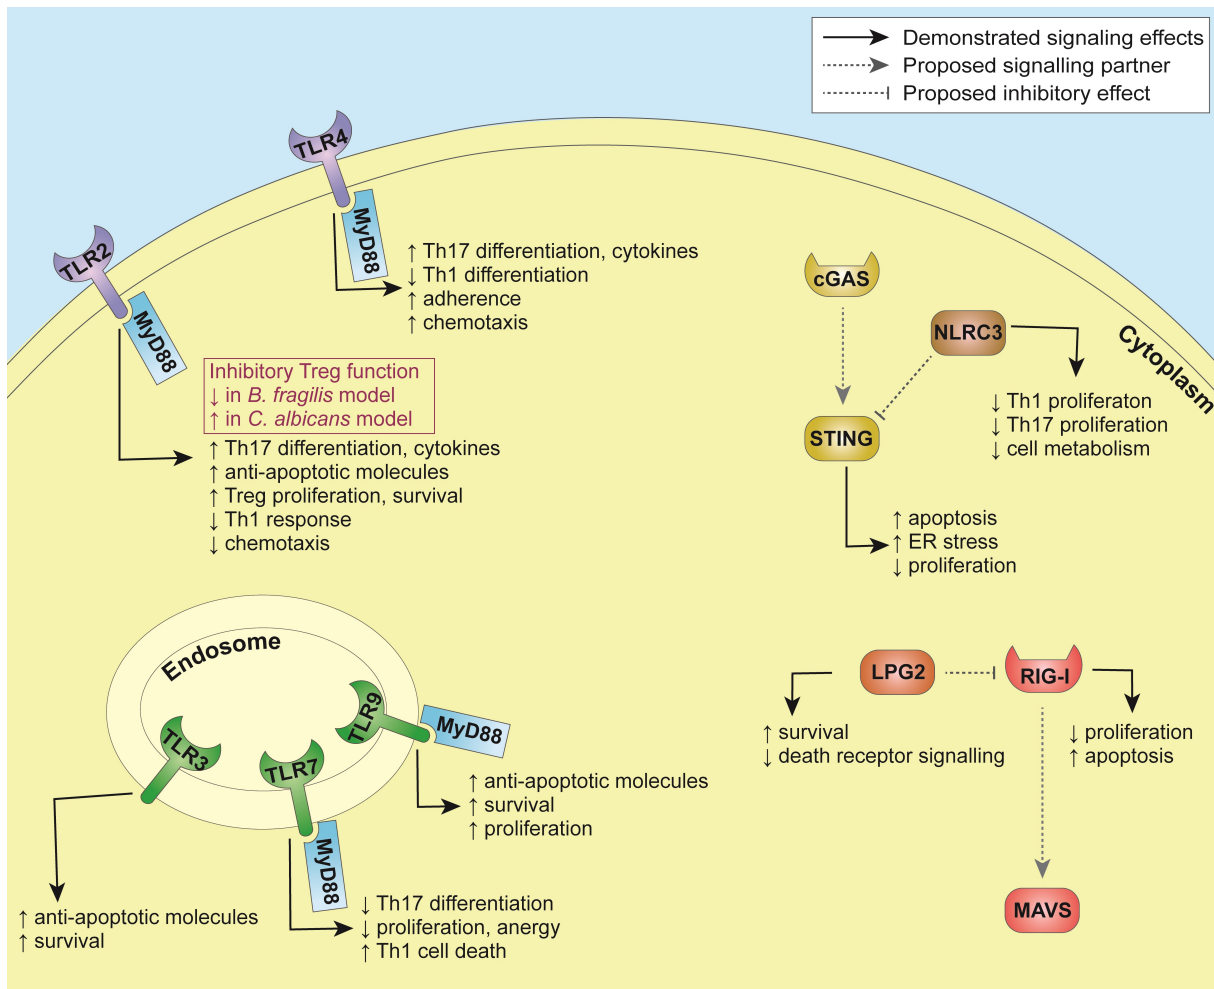 Demonstrated signaling effects
Proposed signalling partner
Proposed inhibitory effect
TLR4
MyD88
↑ Th17 differentiation, cytokines
↓ Th1 differentiation
↑ adherence
↑ chemotaxis
TLR2
MyD88
Inhibitory Treg function
↓ in B. fragilis model
↑ in C. albicans model
↑ Th17 differentiation, cytokines
↑ anti-apoptotic molecules
↑ Treg proliferation, survival
↓ Th1 response
↓ chemotaxis
cGAS
NLRC3
Cytoplasm
↓ Th1 proliferaton
↓ Th17 proliferation
↓ cell metabolism
STING
↑ apoptosis
↑ ER stress
↓ proliferation
Endosome
TLR3
TLR7
TLR9
MyD88
↑ anti-apoptotic molecules
↑ survival
↑ proliferation
MyD88
↑ anti-apoptotic molecules
↑ survival
↓ Th17 differentiation
↓ proliferation, anergy
↑ Th1 cell death
LPG2
RIG-I
↑ survival
↓ death receptor signalling
↓ proliferation
↑ apoptosis
MAVS